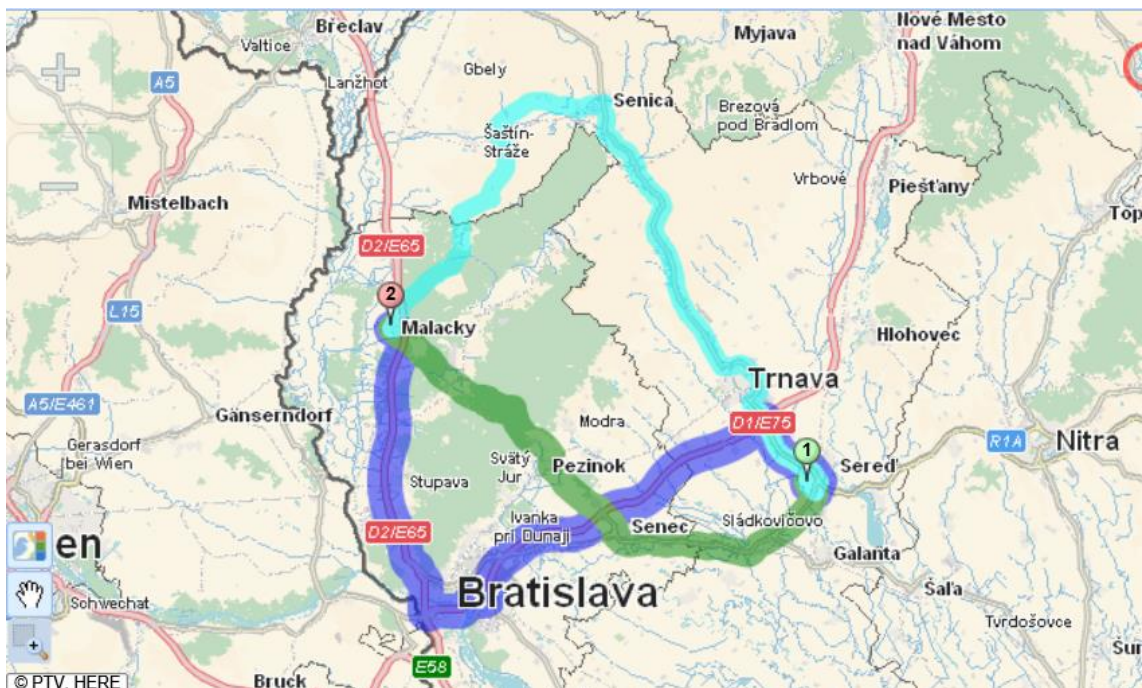 Břeclav
Nové Mesto
nad Váhom
Valtice
Myjava
Lanžhot
Gbely
A5
Senica
Brezová
pod Bradlom
Šaštín-
Stráže
Vrbové
Piešťany
Mistelbach
Top
D2/E65
2
L15
Malacky
Hlohovec
Trnava
A5/E461
Gänserndorf
Modra
D1/E75
R1A
Nitra
Gerasdorf
bei Wien
1
Svätý
Jur
Pezinok
Sereď
Stupava
Ivanka
pri Dunaji
Senec
Sládkovičovo
D2/E65
en
Galanta
Bratislava
Šaľa
Schwechat
Tvrdošovce
E58
Šur
Bruck
© PTV, HERE